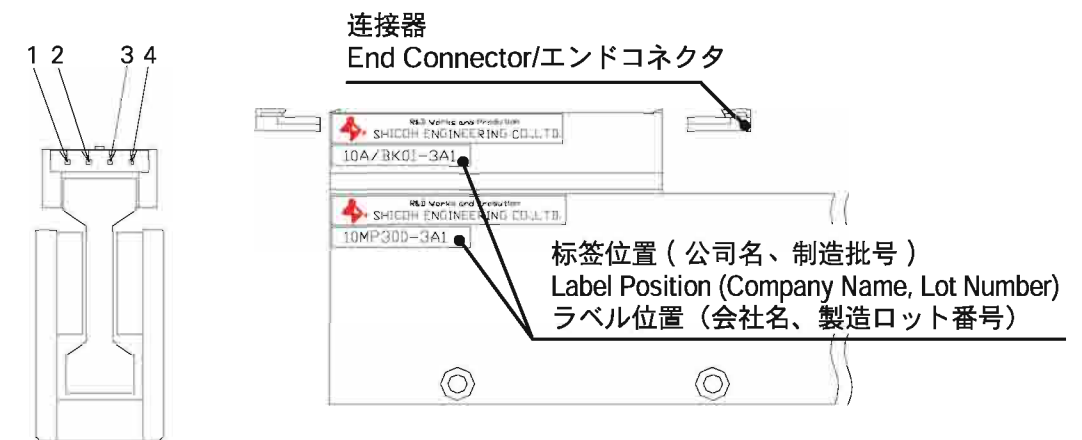 连接器
End Connector/エンドコネクタ
1 2 3 4
R&D Works and Prodution
SHICOH ENGINEERING CO.,LTD.
10A/BK01-3A1
R&D Works and Prodution
SHICOH ENGINEERING CO.,LTD.
10MP300-3A1
标签位置(公司名、制造批号)
Label Position (Company Name, Lot Number)
ラベル位置(会社名、製造ロット番号)